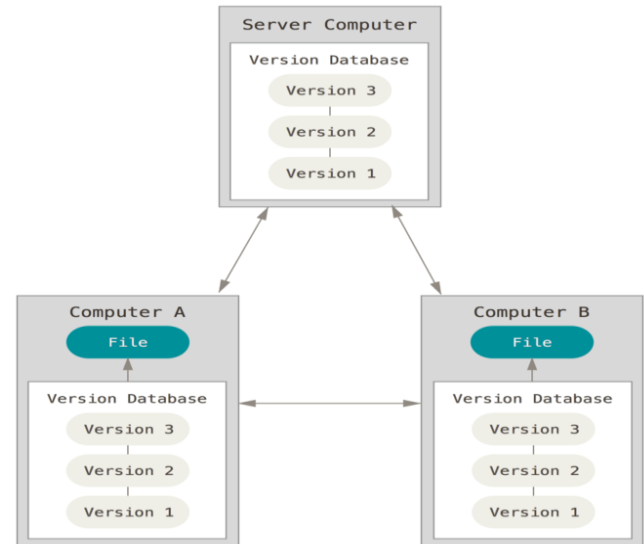 Server Computer
Version Database
Version 3
Version 2
Version 1
Computer A
File
Version Database
Version 3
Version 2
Version 1
Computer B
File
Version Database
Version 3
Version 2
Version 1